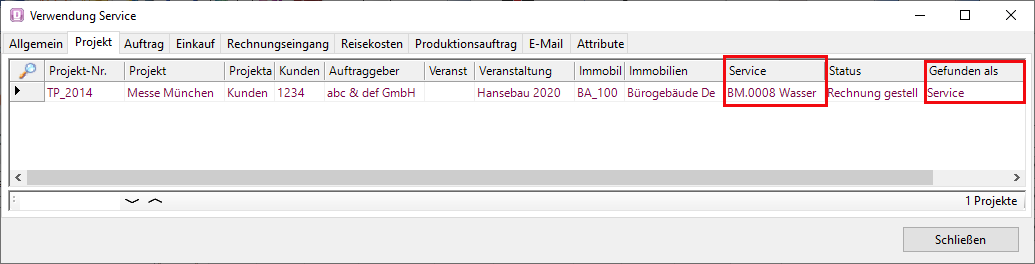 Verwendung Service
Allgemein Projekt Auftrag Einkauf Rechnungseingang Reisekosten Produktionsauftrag E-Mail Attribute
Projekt-Nr. Projekt Projekta Kunden Auftraggeber Veranst Veranstaltung Immobil Immobilien Service Status Gefunden als
TP_2014 Messe München Kunden 1234 abc & def GmbH Hansebau 2020 BA_100 Bürogebäude De BM.0008 Wasser Rechnung gestell Service
1 Projekte
Schließen